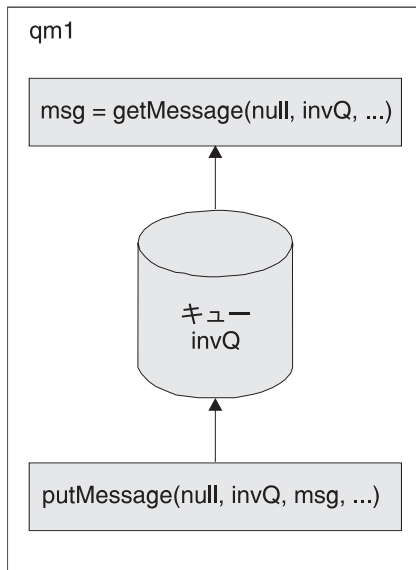 qm1
msg = getMessage(null, invQ, ...)
キュー
invQ
putMessage(null, invQ, msg, ...)